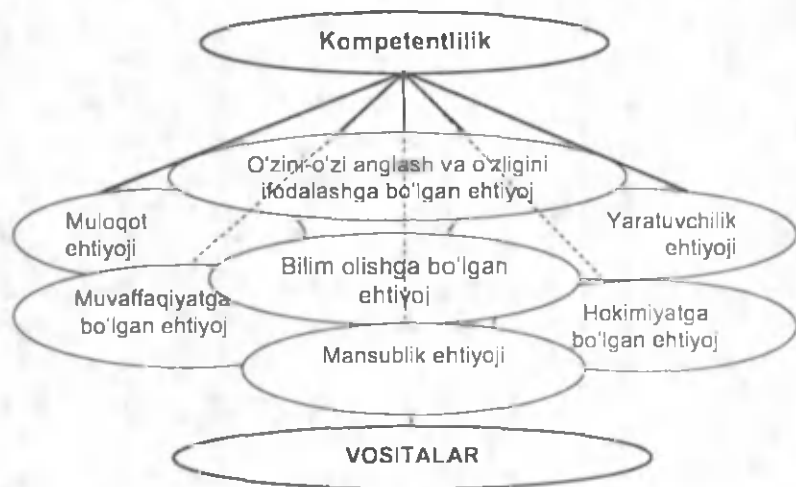 Kompetentlilik
O'zini-o'zi anglash va o'zligini
ifodalashga bo'lgan ehtiyoj
Muloqot
ehtiyoji
Yaratuvchilik
ehtiyoji
Bilim olishga bo'lgan
ehtiyoj
Muvaffaqiyatga
bo'lgan ehtiyoj
Hokimiyatga
bo'lgan ehtiyoj
Mansublik ehtiyoji
VOSITALAR